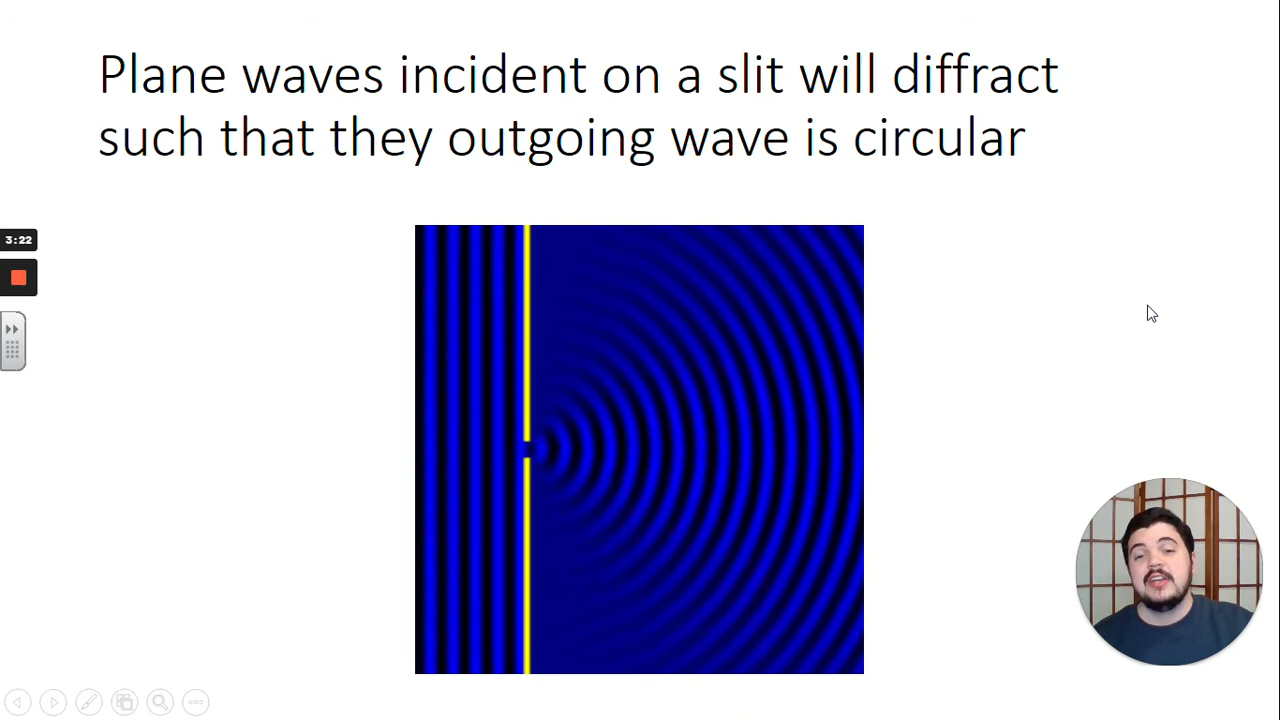 Plane waves incident on a slit will diffract
such that they outgoing wave is circular
3:22